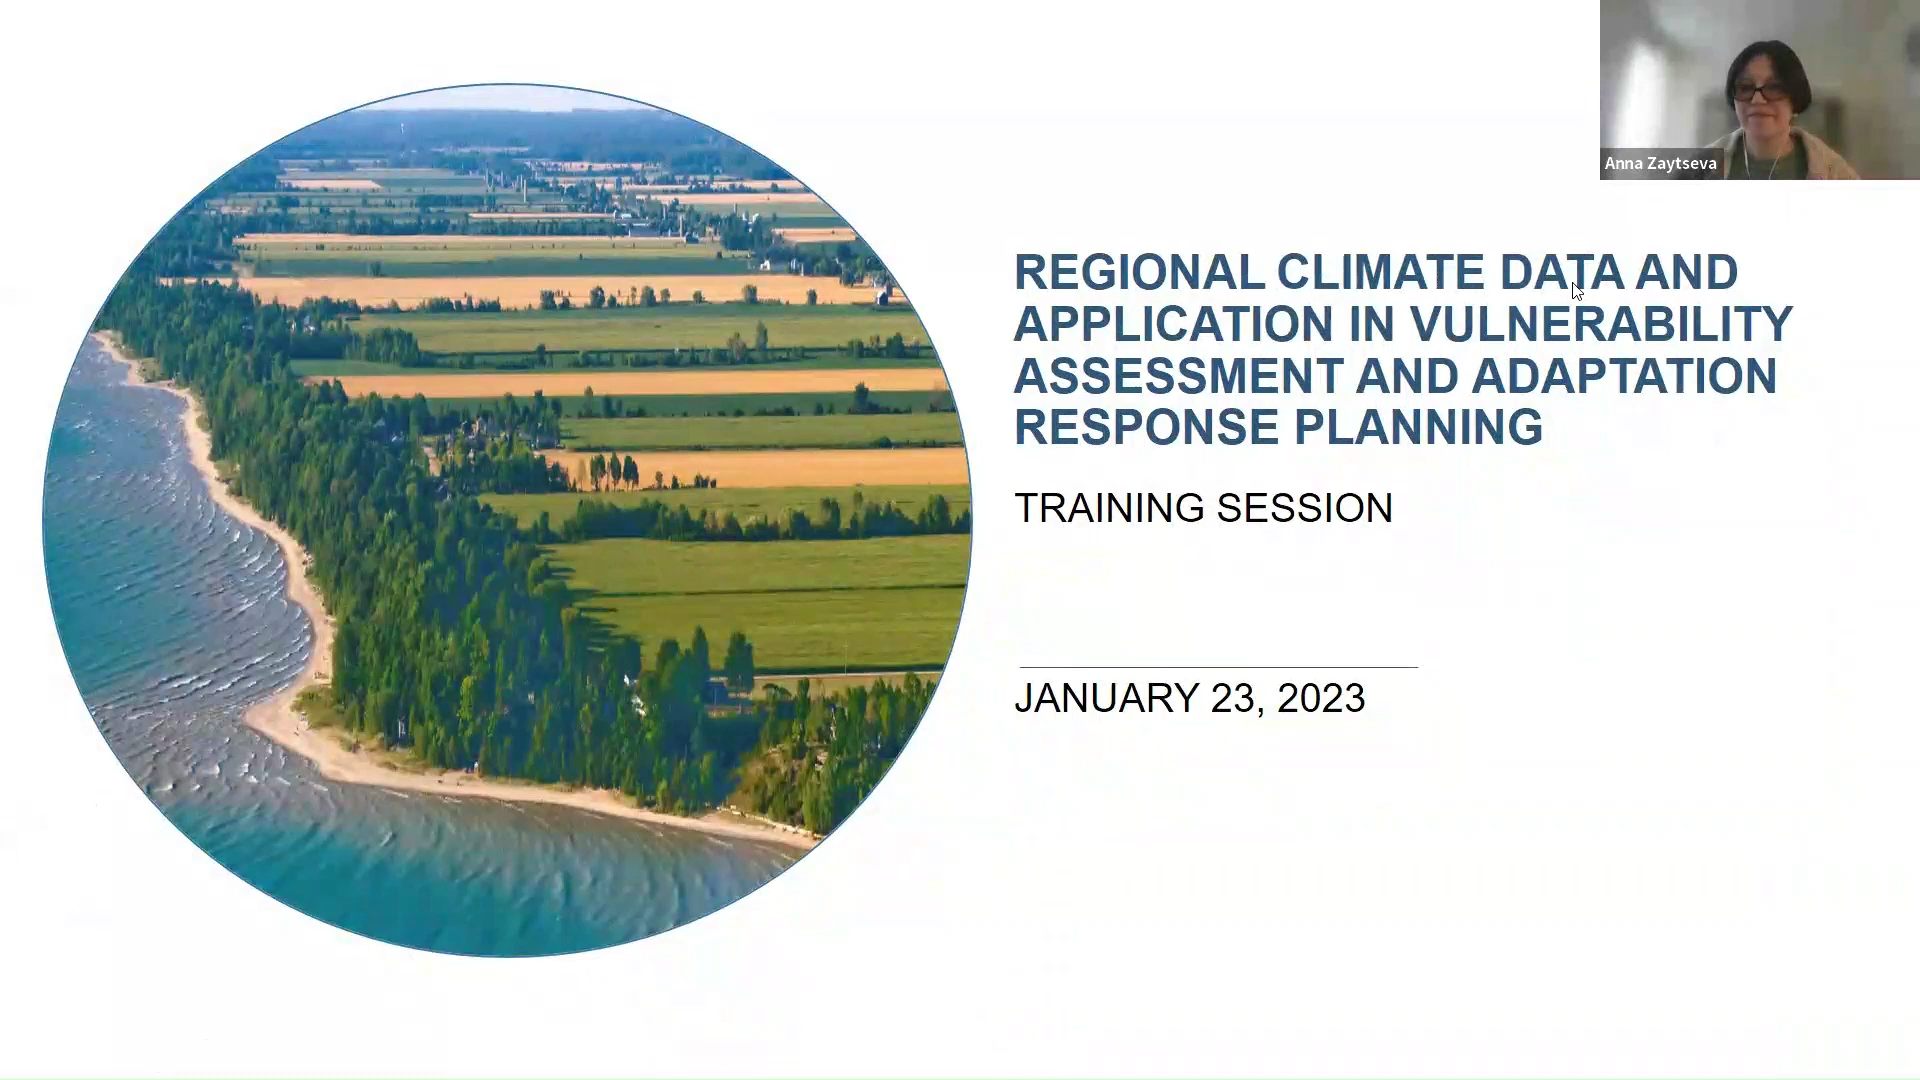 Anna Zaytseva
REGIONAL CLIMATE DATA AND
APPLICATION IN VULNERABILITY
ASSESSMENT AND ADAPTATION
RESPONSE PLANNING
TRAINING SESSION
JANUARY 23, 2023